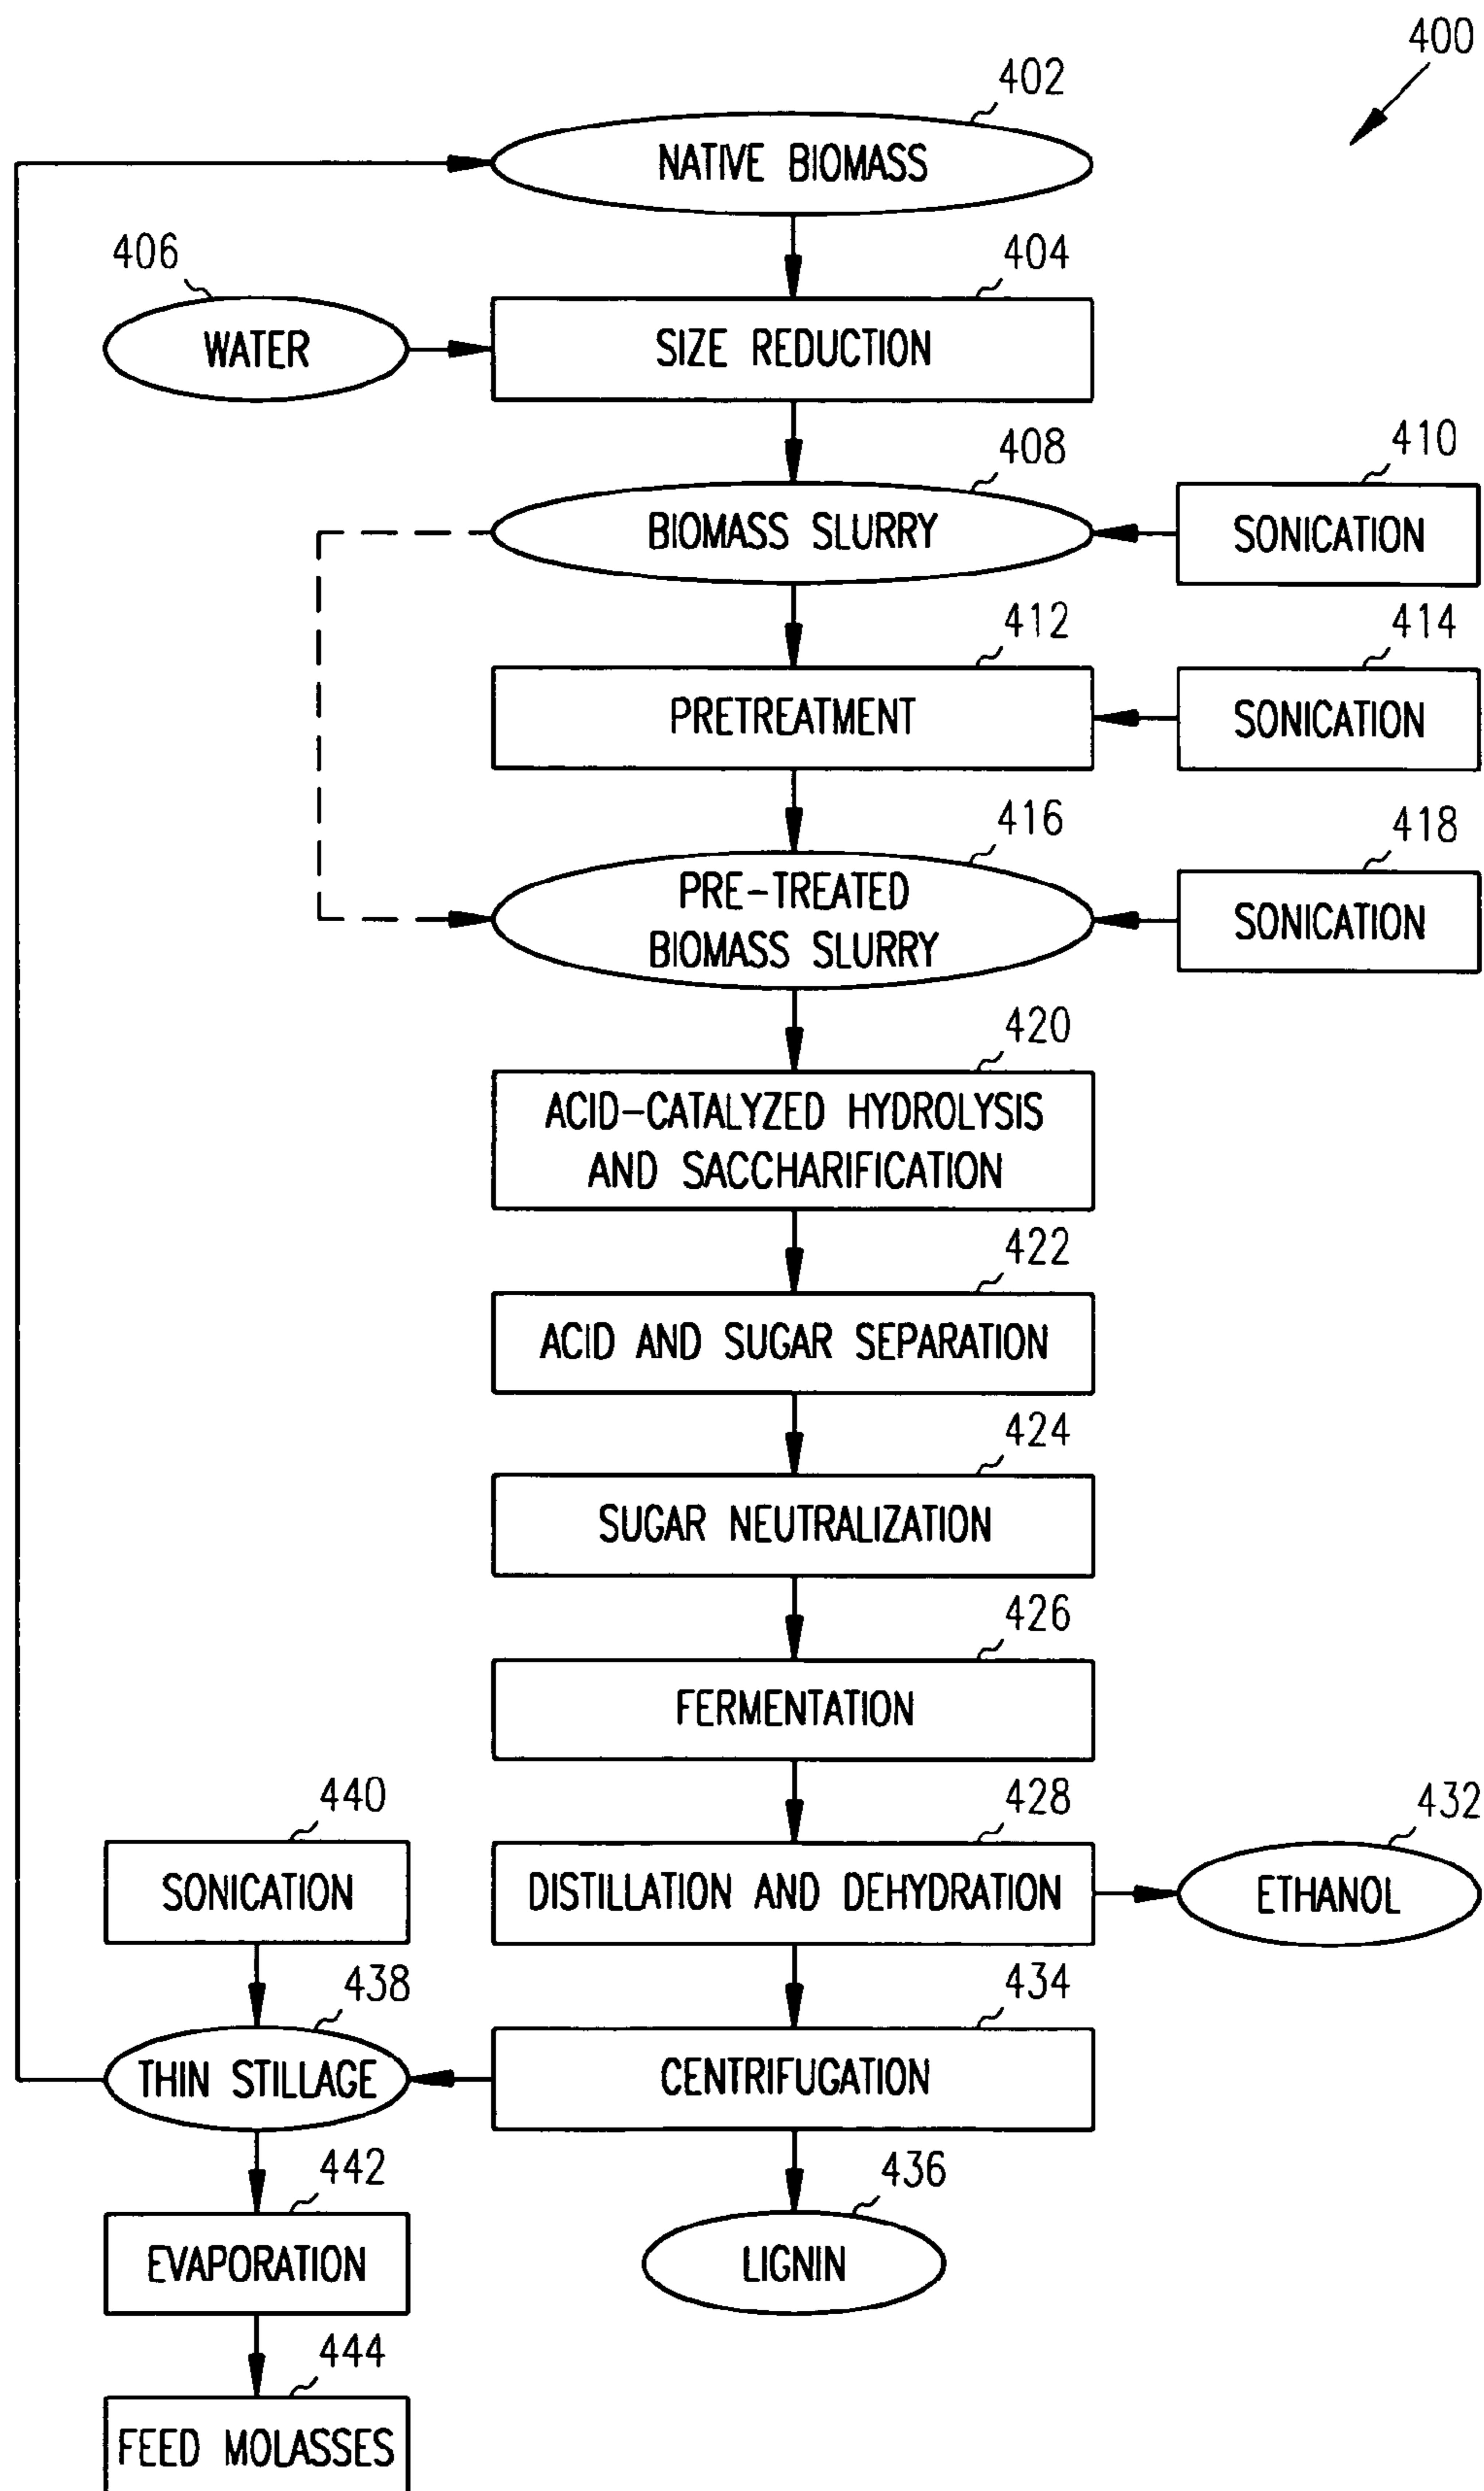 400
402
NATIVE BIOMASS
406
404
WATER
SIZE REDUCTION
408
410
BIOMASS SLURRY
SONICATION
412
414
PRETREATMENT
SONICATION
416
418
PRE-TREATED
BIOMASS SLURRY
SONICATION
420
ACID-CATALYZED HYDROLYSIS
AND SACCHARIFICATION
422
ACID AND SUGAR SEPARATION
424
SUGAR NEUTRALIZATION
426
FERMENTATION
440
428
432
SONICATION
DISTILLATION AND DEHYDRATION
ETHANOL
438
434
THIN STILLAGE
CENTRIFUGATION
442
436
EVAPORATION
LIGNIN
444
FEED MOLASSES